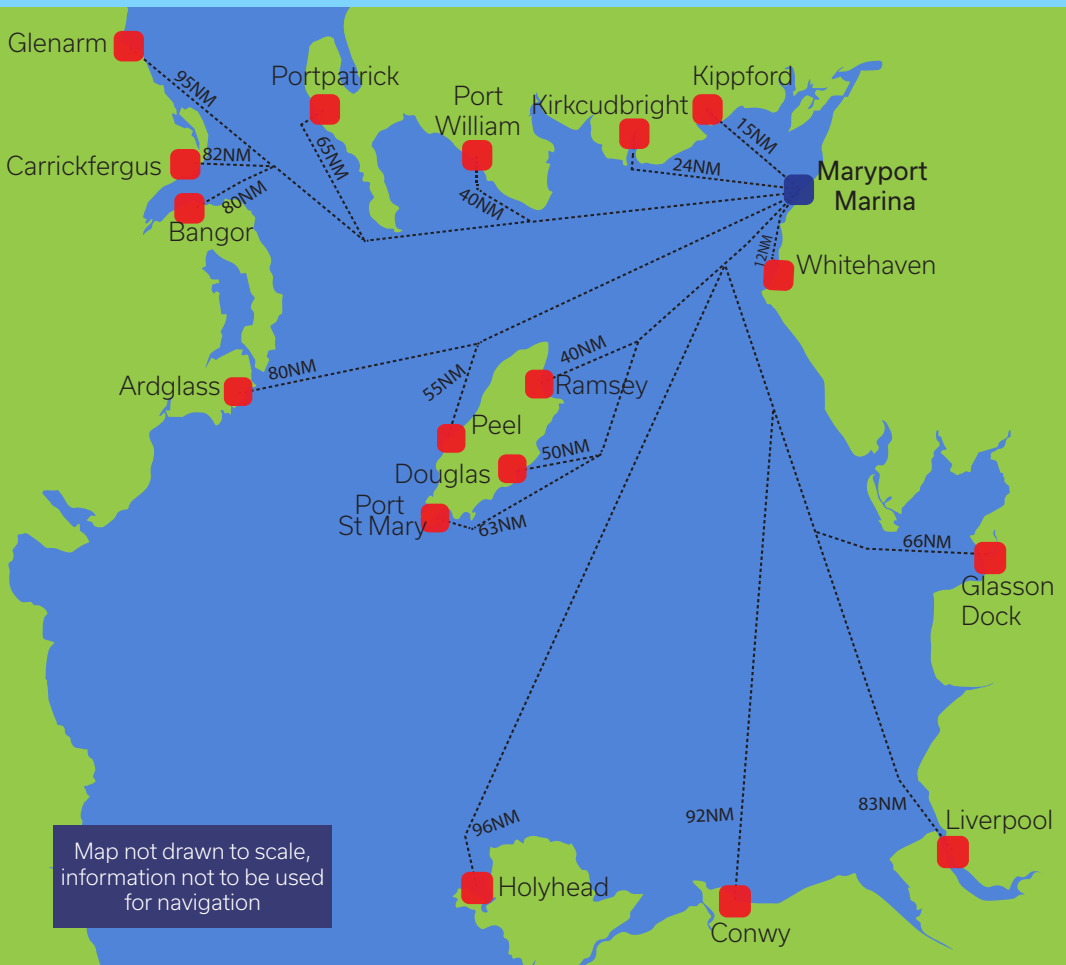 Glenarm
95NM
Portpatrick
65NM
Port
William
40NM
Kirkcudbright
24NM
Kippford
15NM
Maryport
Marina
Carrickfergus
82NM
80NM
Bangor
12NM
Whitehaven
Ardglass
80NM
55NM
Peel
40NM
Ramsey
50NM
Douglas
Port
St Mary
63NM
66NM
Glasson
Dock
96NM
Holyhead
92NM
Conwy
83NM
Liverpool
Map not drawn to scale,
information not to be used
for navigation